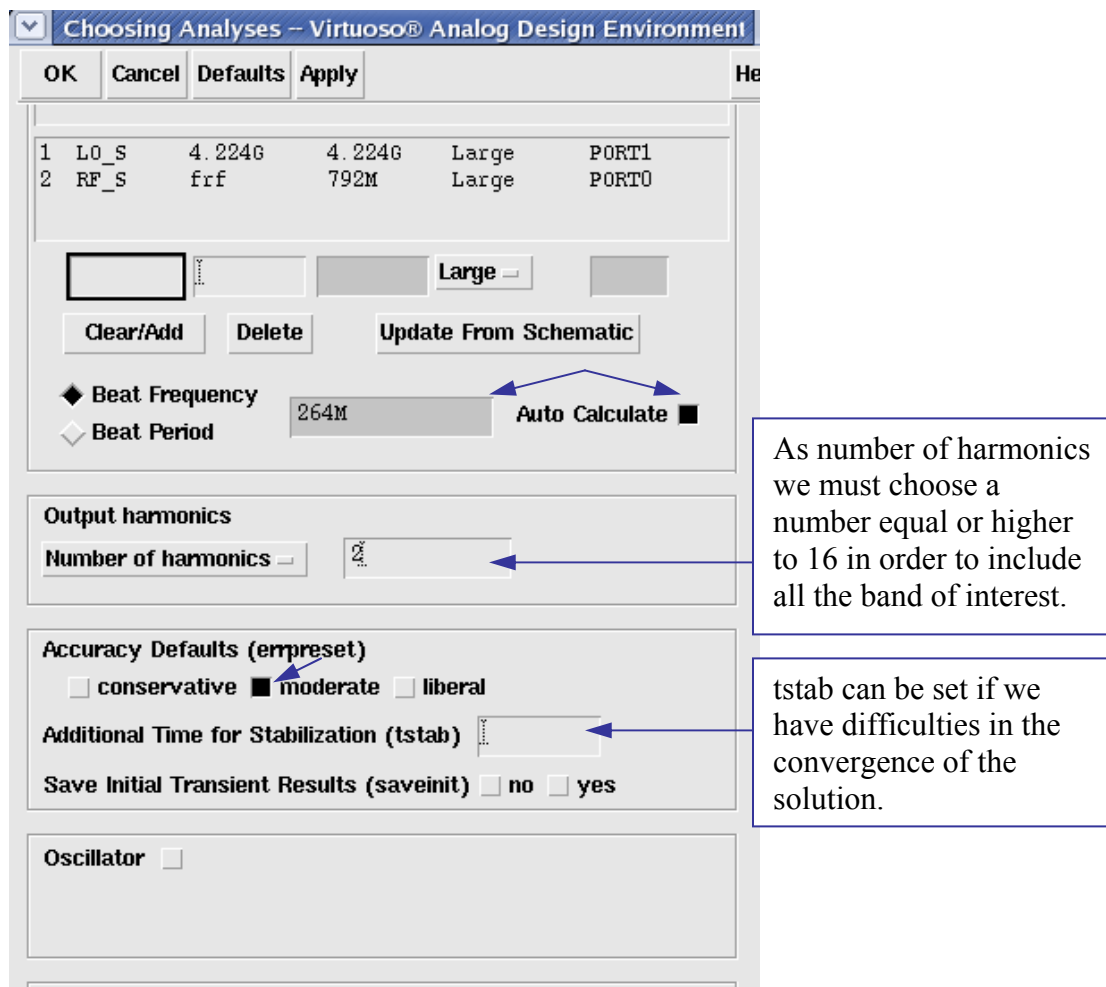 Choosing Analyses -- Virtuoso® Analog Design Environment
OK Cancel Defaults Apply He
1 LO_S 4.224G 4.224G Large PORT1
2 RF_S frf 792M Large PORT0
Large
Clear/Add Delete Update From Schematic
Beat Frequency
Beat Period
264M
Auto Calculate
Output harmonics
Number of harmonics 2
As number of harmonics
we must choose a
number equal or higher
to 16 in order to include
all the band of interest.
Accuracy Defaults (errpreset)
conservative moderate liberal
Additional Time for Stabilization (tstab)
Save Initial Transient Results (saveinit) no yes
tstab can be set if we
have difficulties in the
convergence of the
solution.
Oscillator